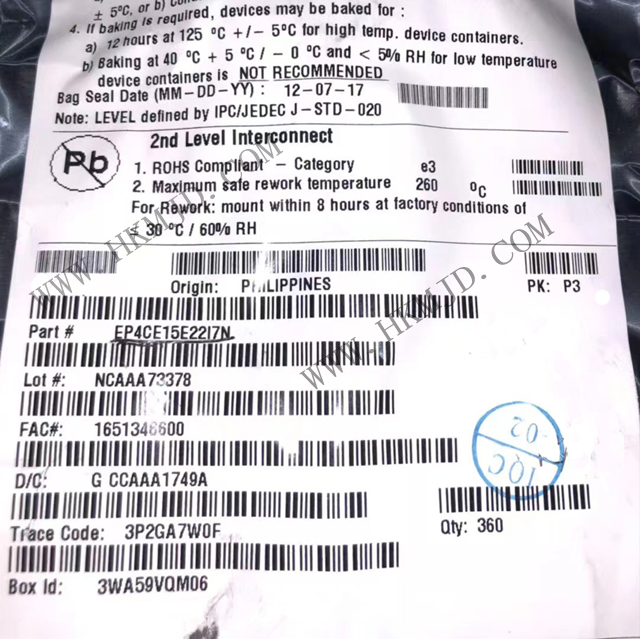 ± 5°C, or b)
4. If baking is required, devices may be baked for :
a) 12 hours at 125 °C +/− 5°C for high temp. device containers.
b) Baking at 40 °C + 5 °C / − 0 °C and < 5% RH for low temperature
device containers is NOT RECOMMENDED
Bag Seal Date (MM−DD−YY) : 12−07−17
Note: LEVEL defined by IPC/JEDEC J−STD−020
2nd Level Interconnect
Pb
1. ROHS Compliant − Category e3
2. Maximum safe rework temperature 260 °C
For Rework: mount within 8 hours at factory conditions of
≤ 30 °C / 60% RH
Origin: PHILIPPINES
PK: P3
Part # EP4CE15E22I7N
Lot #: NCAAA73378
FAC#: 1651346600
D/C: G CCAAA1749A
Trace Code: 3P2GA7W0F
Qty: 360
Box Id: 3WA59VQM06
IQC
02
WWW.HKMJD.COM
WWW.HKMJD.COM